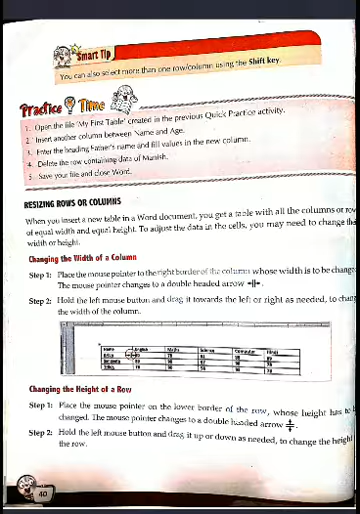 Smart Tip
You can also select more than one row/column using the Shift key.
Practice Time
1. Open the file 'My First Table' created in the previous Quick Practice activity.
2. Insert another column between Name and Age.
3. Enter the heading Father's name and fill values in the new column.
4. Delete the row containing data of Manish.
5. Save your file and close Word.
RESIZING ROWS OR COLUMNS
When you insert a new table in a Word document, you get a table with all the columns or row
of equal width and equal height. To adjust the data in the cells, you may need to change the
width or height.
Changing the Width of a Column
Step 1: Place the mouse pointer to the right border of the column whose width is to be change
The mouse pointer changes to a double headed arrow
Step 2: Hold the left mouse button and drag it towards the left or right as needed, to chang
the width of the column.
Name English Maths Science Computer Hindi
Changing the Height of a Row
Step 1: Place the mouse pointer on the lower border of the row, whose height has to b
changed. The mouse pointer changes to a double headed arrow
Step 2: Hold the left mouse button and drag it up or down as needed, to change the heigh
the row.
40